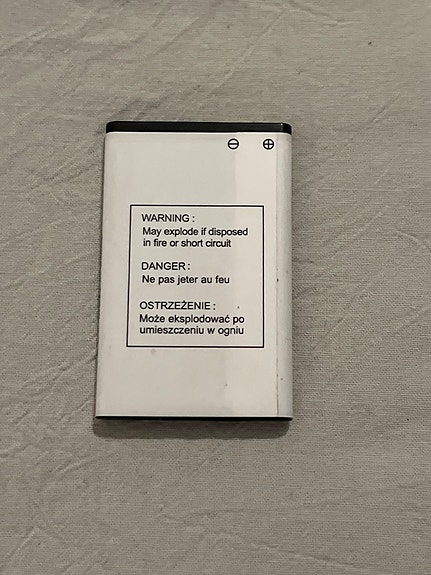 ⊖ ⊕
WARNING :
May explode if disposed
in fire or short circuit
DANGER :
Ne pas jeter au feu
OSTRZEŻENIE :
Może eksplodować po
umieszczeniu w ogniu